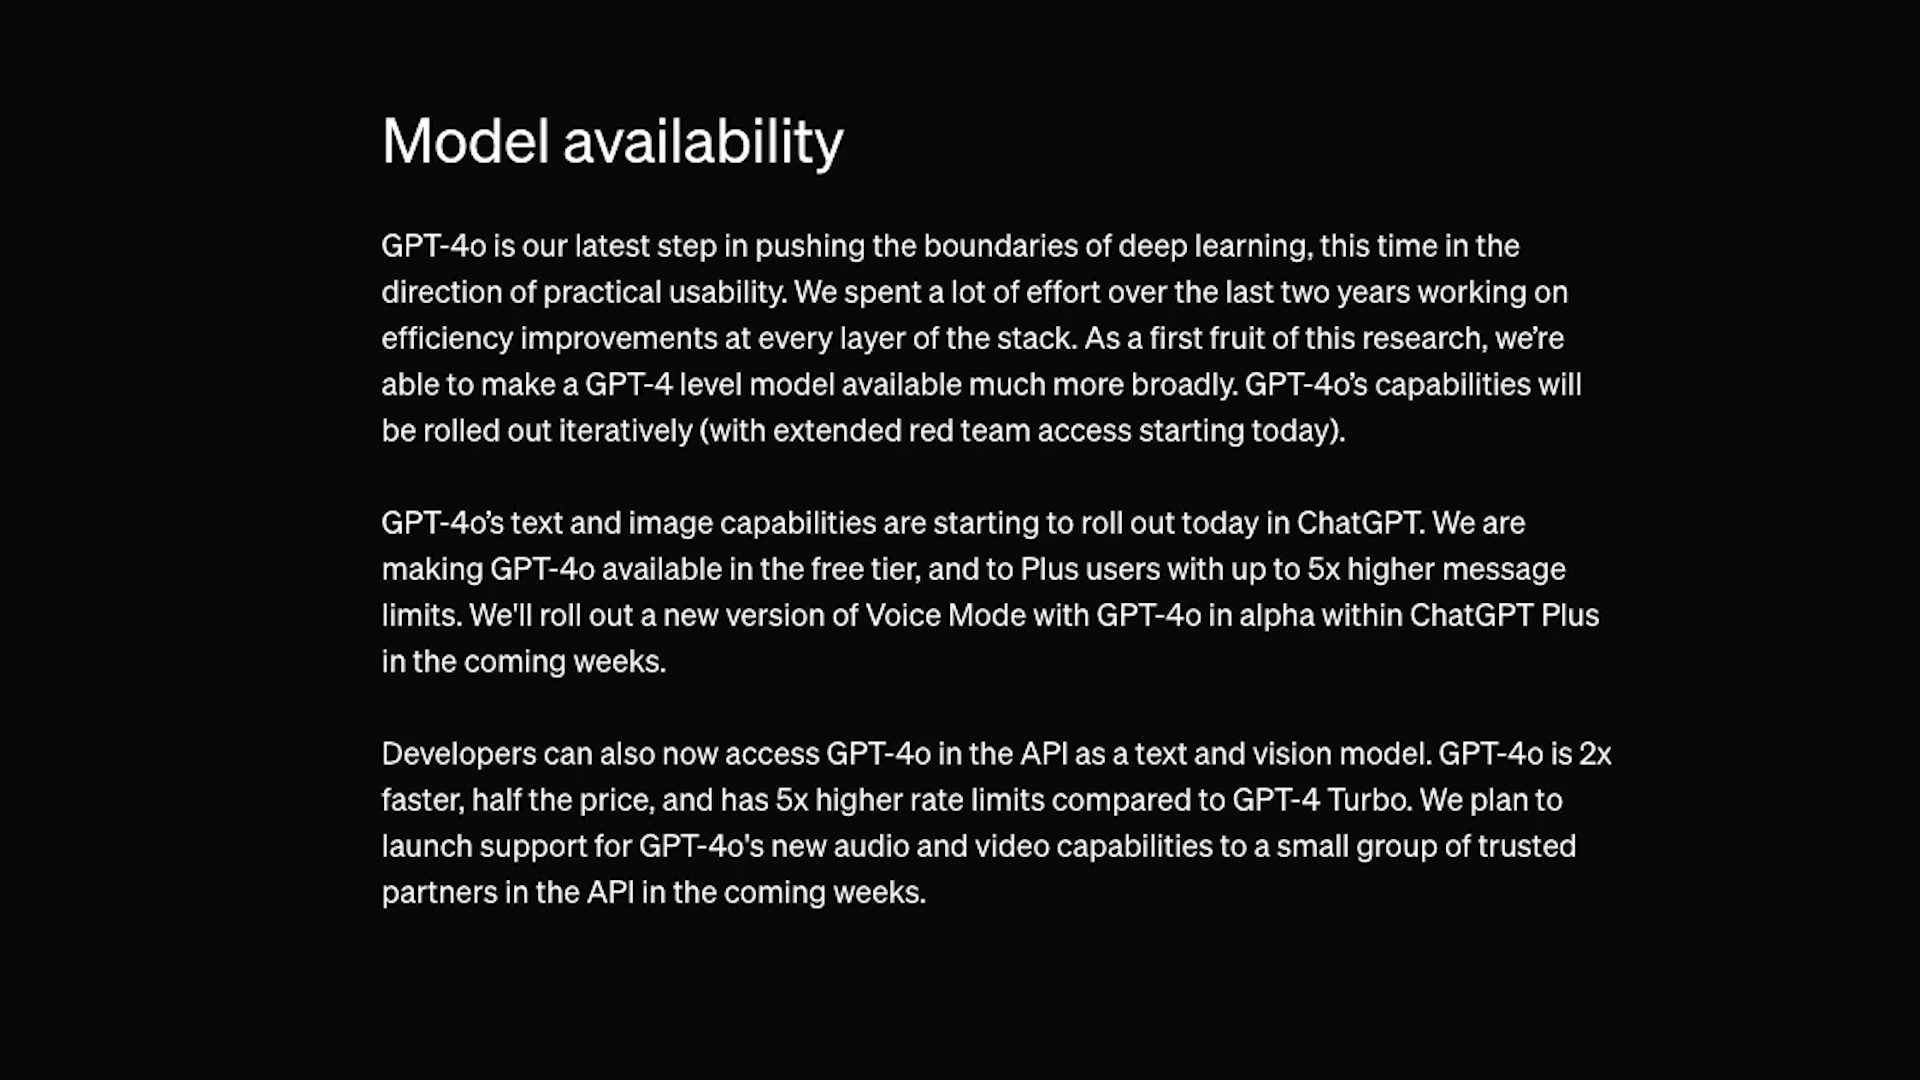 Model availability
GPT-4o is our latest step in pushing the boundaries of deep learning, this time in the
direction of practical usability. We spent a lot of effort over the last two years working on
efficiency improvements at every layer of the stack. As a first fruit of this research, we’re
able to make a GPT-4 level model available much more broadly. GPT-4o’s capabilities will
be rolled out iteratively (with extended red team access starting today).
GPT-4o’s text and image capabilities are starting to roll out today in ChatGPT. We are
making GPT-4o available in the free tier, and to Plus users with up to 5x higher message
limits. We'll roll out a new version of Voice Mode with GPT-4o in alpha within ChatGPT Plus
in the coming weeks.
Developers can also now access GPT-4o in the API as a text and vision model. GPT-4o is 2x
faster, half the price, and has 5x higher rate limits compared to GPT-4 Turbo. We plan to
launch support for GPT-4o's new audio and video capabilities to a small group of trusted
partners in the API in the coming weeks.